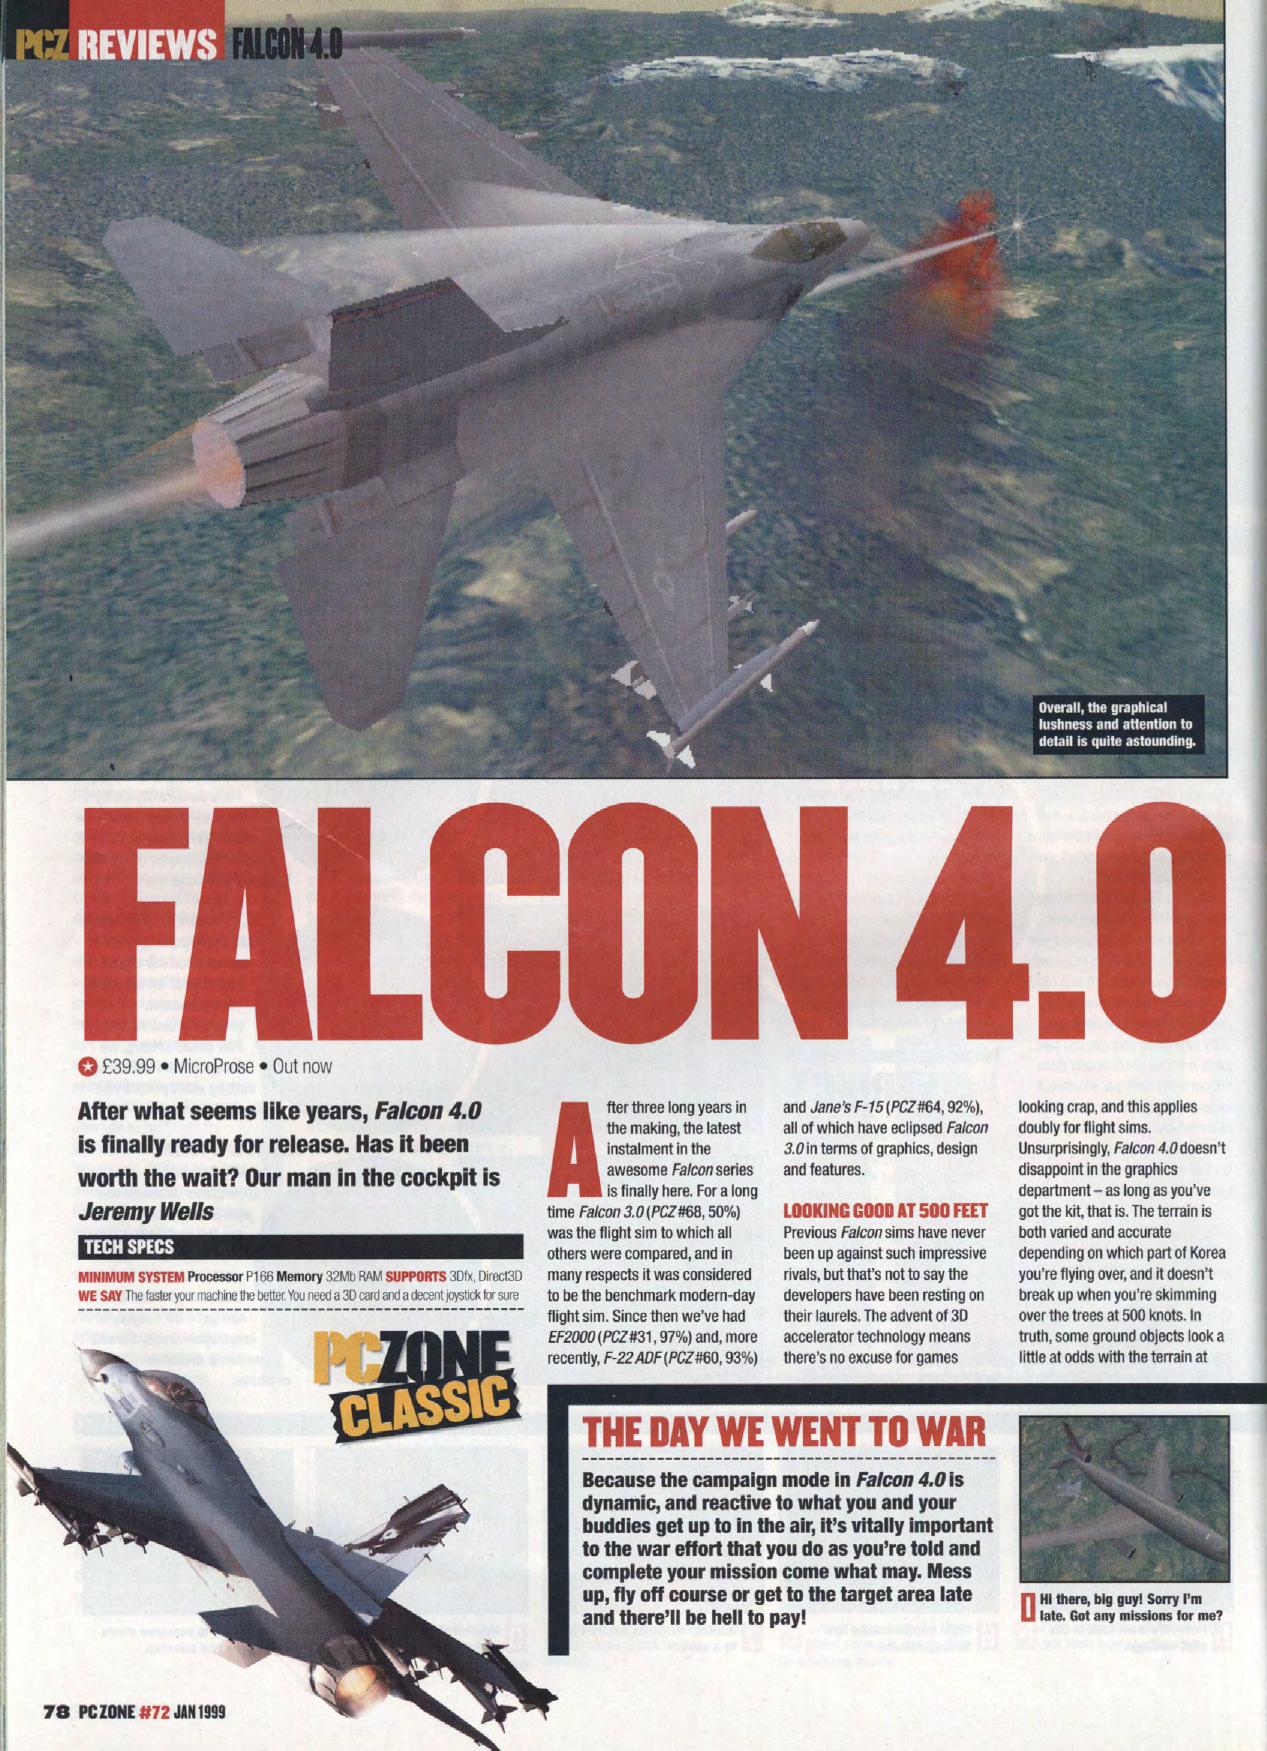 PCZ REVIEWS FALCON 4.0
Overall, the graphical
lushness and attention to
detail is quite astounding.
FALCON 4.0
£39.99 • MicroProse • Out now
After what seems like years, Falcon 4.0
is finally ready for release. Has it been
worth the wait? Our man in the cockpit is
Jeremy Wells
TECH SPECS
MINIMUM SYSTEM Processor P166 Memory 32Mb RAM SUPPORTS 3Dfx, Direct3D
WE SAY The faster your machine the better. You need a 3D card and a decent joystick for sure
PCZONE
CLASSIC
After three long years in
the making, the latest
instalment in the
awesome Falcon series
is finally here. For a long
time Falcon 3.0 (PCZ #68, 50%)
was the flight sim to which all
others were compared, and in
many respects it was considered
to be the benchmark modern-day
flight sim. Since then we've had
EF2000 (PCZ #31, 97%) and, more
recently, F-22 ADF (PCZ #60, 93%)
and Jane's F-15 (PCZ #64, 92%),
all of which have eclipsed Falcon
3.0 in terms of graphics, design
and features.
LOOKING GOOD AT 500 FEET
Previous Falcon sims have never
been up against such impressive
rivals, but that's not to say the
developers have been resting on
their laurels. The advent of 3D
accelerator technology means
there's no excuse for games
looking crap, and this applies
doubly for flight sims.
Unsurprisingly, Falcon 4.0 doesn't
disappoint in the graphics
department – as long as you've
got the kit, that is. The terrain is
both varied and accurate
depending on which part of Korea
you're flying over, and it doesn't
break up when you're skimming
over the trees at 500 knots. In
truth, some ground objects look a
little at odds with the terrain at
THE DAY WE WENT TO WAR
Because the campaign mode in Falcon 4.0 is
dynamic, and reactive to what you and your
buddies get up to in the air, it's vitally important
to the war effort that you do as you're told and
complete your mission come what may. Mess
up, fly off course or get to the target area late
and there'll be hell to pay!
Hi there, big guy! Sorry I'm
late. Got any missions for me?
78 PC ZONE #72 JAN 1999